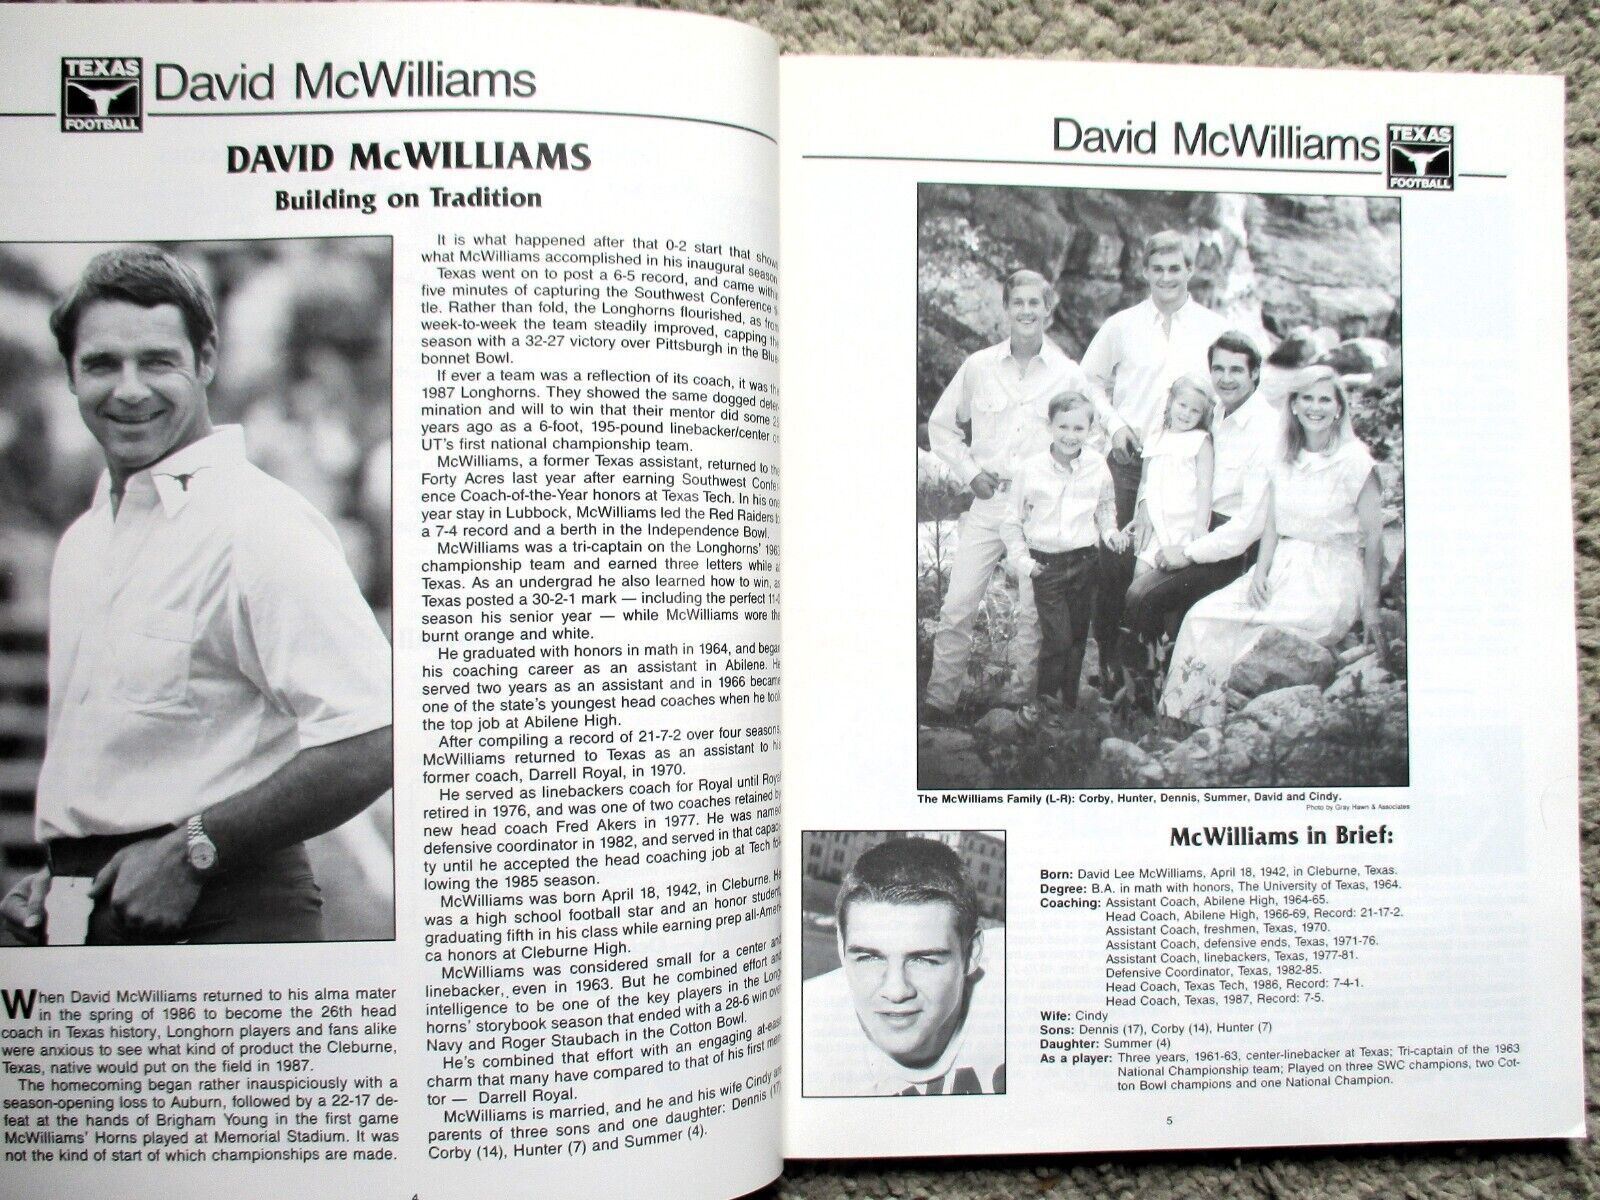 TEXAS
FOOTBALL
David McWilliams
DAVID McWILLIAMS
Building on Tradition
When David McWilliams returned to his alma mater
in the spring of 1986 to become the 26th head
coach in Texas history, Longhorn players and fans alike
were anxious to see what kind of product the Cleburne,
Texas, native would put on the field in 1987.
The homecoming began rather inauspiciously with a
season-opening loss to Auburn, followed by a 22-17 de-
feat at the hands of Brigham Young in the first game
McWilliams' Horns played at Memorial Stadium. It was
not the kind of start of which championships are made.
It is what happened after that 0-2 start that shows
what McWilliams accomplished in his inaugural season
Texas went on to post a 6-5 record, and came
five minutes of capturing the Southwest Conference
tle. Rather than fold, the Longhorns flourished, as from
week-to-week the team steadily improved, capping the
season with a 32-27 victory over Pittsburgh in the Blue-
bonnet Bowl.
If ever a team was a reflection of its coach, it was the
1987 Longhorns. They showed the same dogged deter-
mination and will to win that their mentor did some 25
years ago as a 6-foot, 195-pound linebacker/center on
UT's first national championship team.
McWilliams, a former Texas assistant, returned to the
Forty Acres last year after earning Southwest Confer-
ence Coach-of-the-Year honors at Texas Tech. In his one
year stay in Lubbock, McWilliams led the Red Raiders to
a 7-4 record and a berth in the Independence Bowl.
McWilliams was a tri-captain on the Longhorns' 1963
championship team and earned three letters while at
Texas. As an undergrad he also learned how to win, as
Texas posted a 30-2-1 mark — including the perfect 11-0
season his senior year — while McWilliams wore the
burnt orange and white.
He graduated with honors in math in 1964, and began
his coaching career as an assistant in Abilene. He
served two years as an assistant and in 1966 became
one of the state's youngest head coaches when he took
the top job at Abilene High.
After compiling a record of 21-7-2 over four seasons,
McWilliams returned to Texas as an assistant to his
former coach, Darrell Royal, in 1970.
He served as linebackers coach for Royal until Royal
retired in 1976, and was one of two coaches retained by
new head coach Fred Akers in 1977. He was named
defensive coordinator in 1982, and served in that capaci-
ty until he accepted the head coaching job at Tech fol-
lowing the 1985 season.
McWilliams was born April 18, 1942, in Cleburne. He
was a high school football star and an honor student,
graduating fifth in his class while earning prep all-Ameri-
ca honors at Cleburne High.
McWilliams was considered small for a center and
linebacker, even in 1963. But he combined effort and
intelligence to be one of the key players in the Long-
horns' storybook season that ended with a 28-6 win over
Navy and Roger Staubach in the Cotton Bowl.
He's combined that effort with an engaging at-ease
charm that many have compared to that of his first men-
tor — Darrell Royal.
McWilliams is married, and he and his wife Cindy are
parents of three sons and one daughter: Dennis (17)
Corby (14), Hunter (7) and Summer (4).
4
David McWilliams
TEXAS
FOOTBALL
The McWilliams Family (L-R): Corby, Hunter, Dennis, Summer, David and Cindy.
Photo by Gray Hawn & Associates
McWilliams in Brief:
Born: David Lee McWilliams, April 18, 1942, in Cleburne, Texas.
Degree: B.A. in math with honors, The University of Texas, 1964.
Coaching: Assistant Coach, Abilene High, 1964-65.
Head Coach, Abilene High, 1966-69, Record: 21-17-2.
Assistant Coach, freshmen, Texas, 1970.
Assistant Coach, defensive ends, Texas, 1971-76.
Assistant Coach, linebackers, Texas, 1977-81.
Defensive Coordinator, Texas, 1982-85.
Head Coach, Texas Tech, 1986, Record: 7-4-1.
Head Coach, Texas, 1987, Record: 7-5.
Wife: Cindy
Sons: Dennis (17), Corby (14), Hunter (7)
Daughter: Summer (4)
As a player: Three years, 1961-63, center-linebacker at Texas; Tri-captain of the 1963
National Championship team; Played on three SWC champions, two Cot-
ton Bowl champions and one National Champion.
5